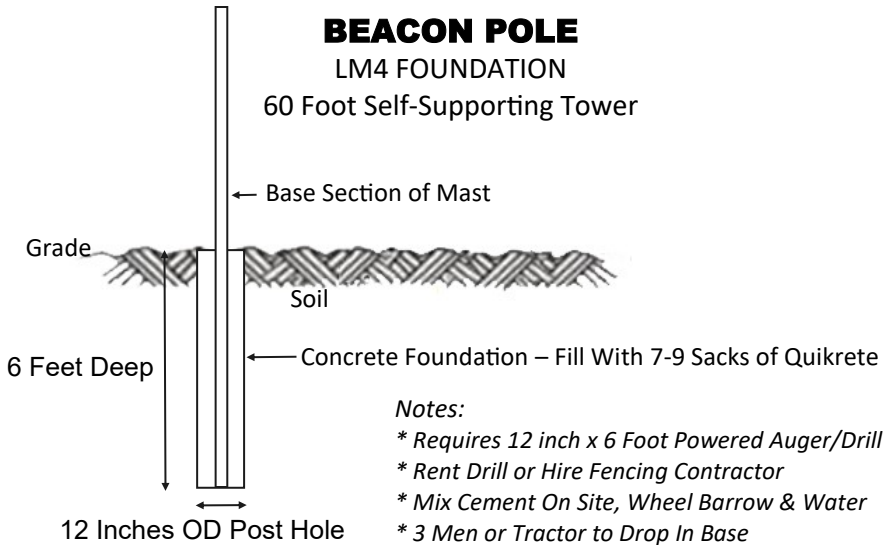 BEACON POLE
LM4 FOUNDATION
60 Foot Self-Supporting Tower
Base Section of Mast
Grade
Soil
6 Feet Deep
Concrete Foundation – Fill With 7-9 Sacks of Quikrete
Notes:
* Requires 12 inch x 6 Foot Powered Auger/Drill
* Rent Drill or Hire Fencing Contractor
* Mix Cement On Site, Wheel Barrow & Water
* 3 Men or Tractor to Drop In Base
12 Inches OD Post Hole